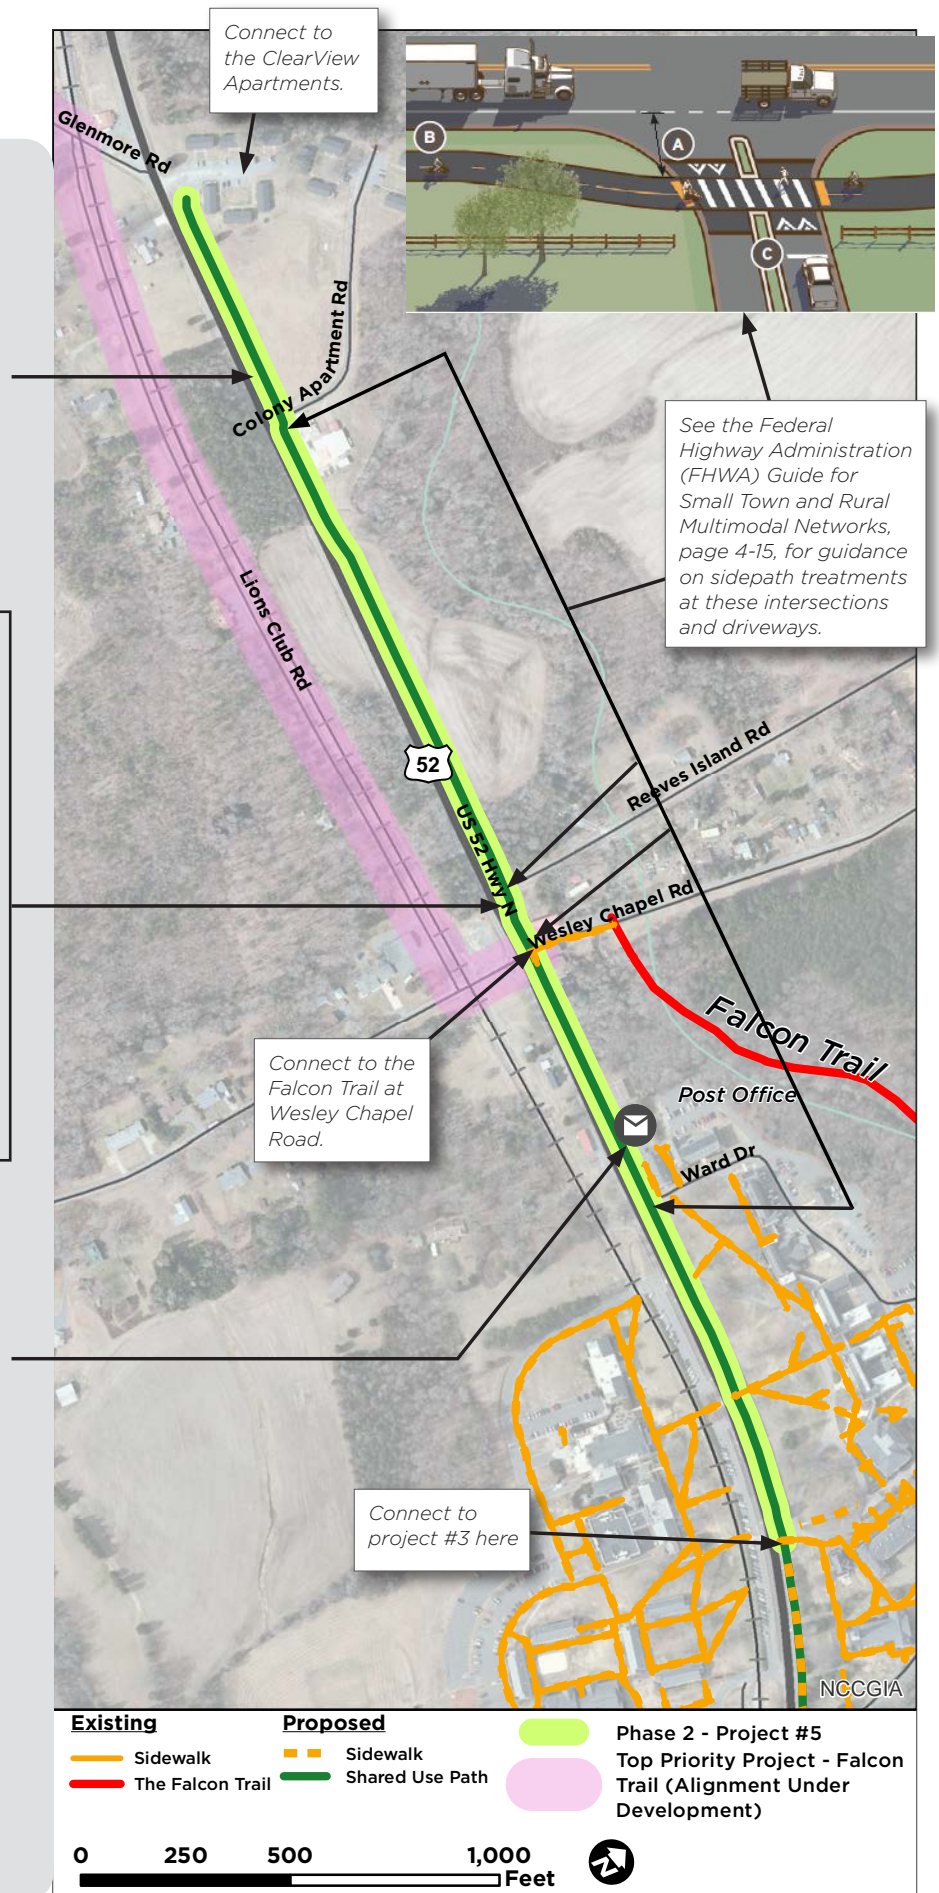 Connect to
the ClearView
Apartments.
Glenmore Rd
A
B
C
Colony Apartment Rd
See the Federal
Highway Administration
(FHWA) Guide for
Small Town and Rural
Multimodal Networks,
page 4-15, for guidance
on sidepath treatments
at these intersections
and driveways.
Lions Club Rd
52
US 52 Hwy N
Reeves Island Rd
Wesley Chapel Rd
Falcon Trail
Connect to the
Falcon Trail at
Wesley Chapel
Road.
Post Office
Ward Dr
Connect to
project #3 here
NCCGIA
Existing
Sidewalk
The Falcon Trail
Proposed
Sidewalk
Shared Use Path
Phase 2 - Project #5
Top Priority Project - Falcon
Trail (Alignment Under
Development)
0 250 500 1,000
Feet
N